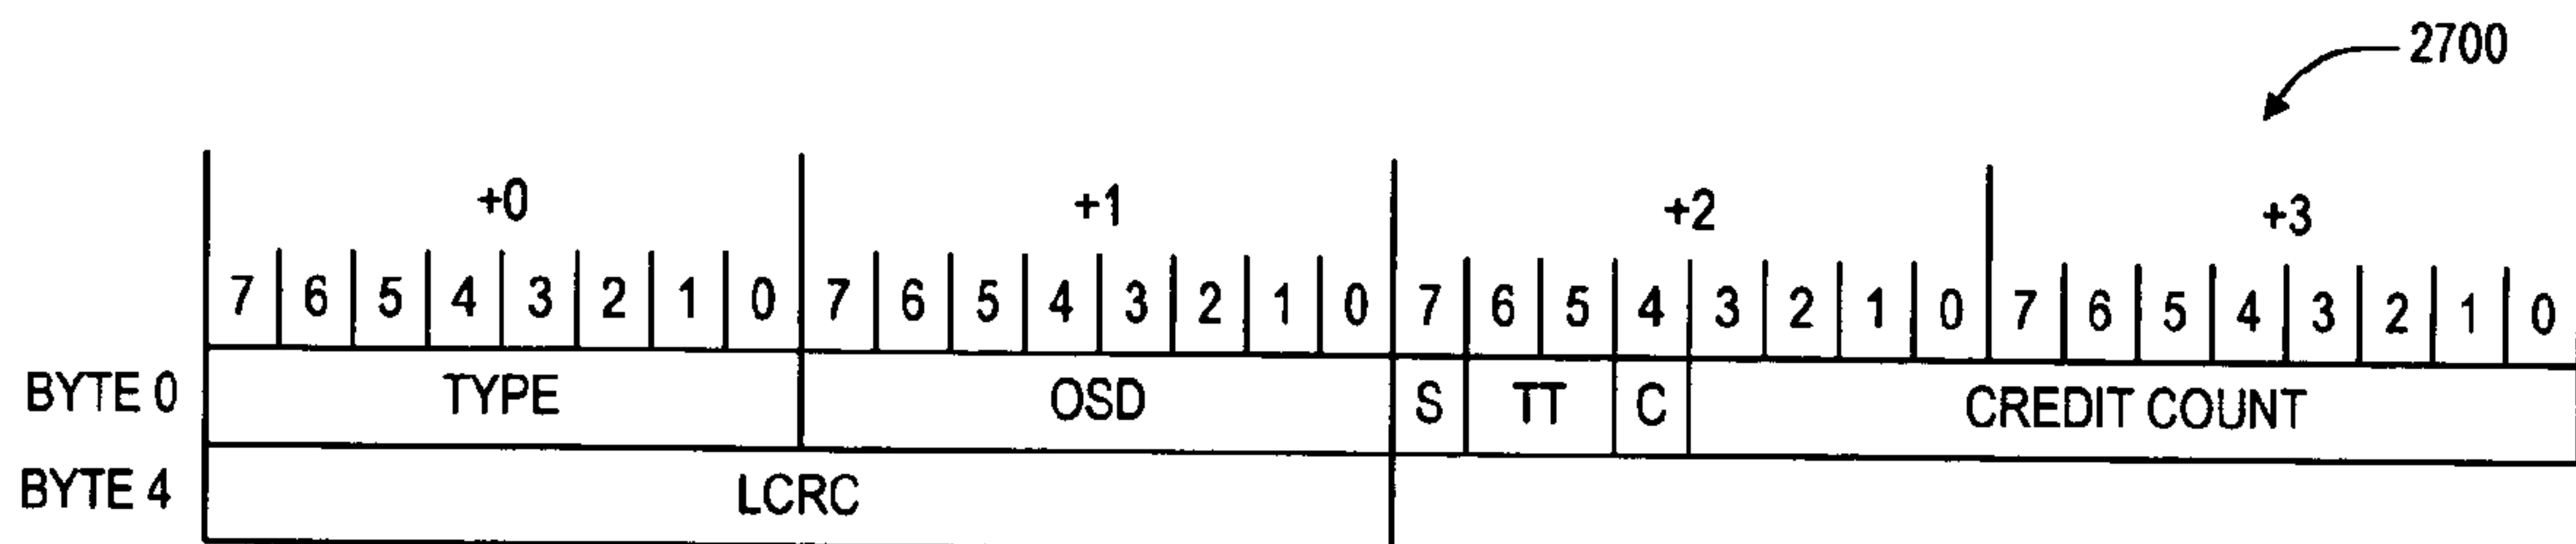 2700
+0 +1 +2 +3
7 6 5 4 3 2 1 0 7 6 5 4 3 2 1 0 7 6 5 4 3 2 1 0 7 6 5 4 3 2 1 0
BYTE 0 TYPE OSD S TT C CREDIT COUNT
BYTE 4 LCRC